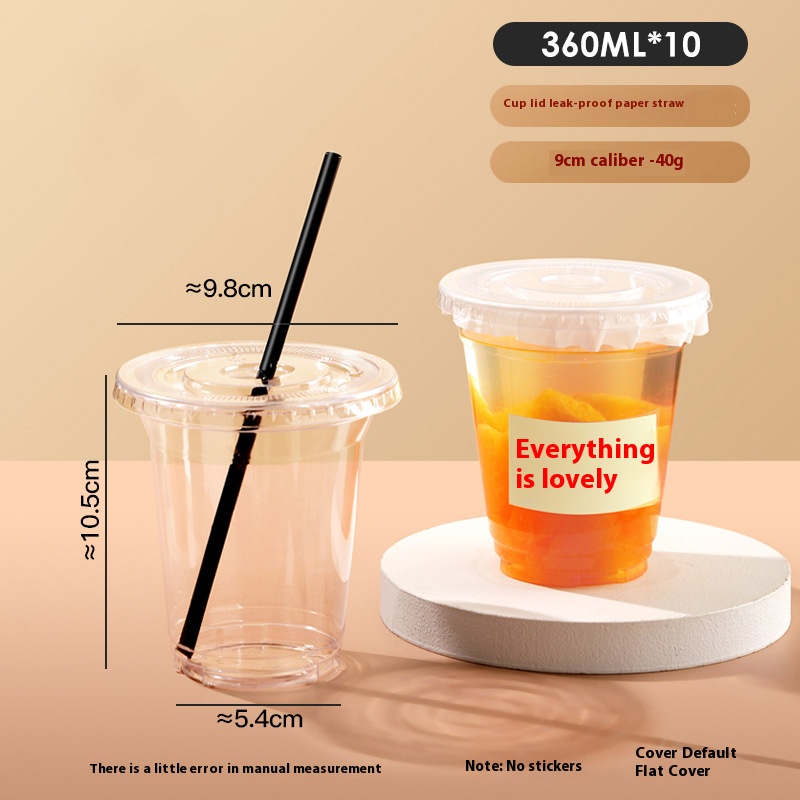 360ML*10
Cup lid leak-proof paper straw
9cm caliber -40g
≈9.8cm
≈10.5cm
Everything
is lovely
≈5.4cm
There is a little error in manual measurement
Note: No stickers
Cover Default
Flat Cover